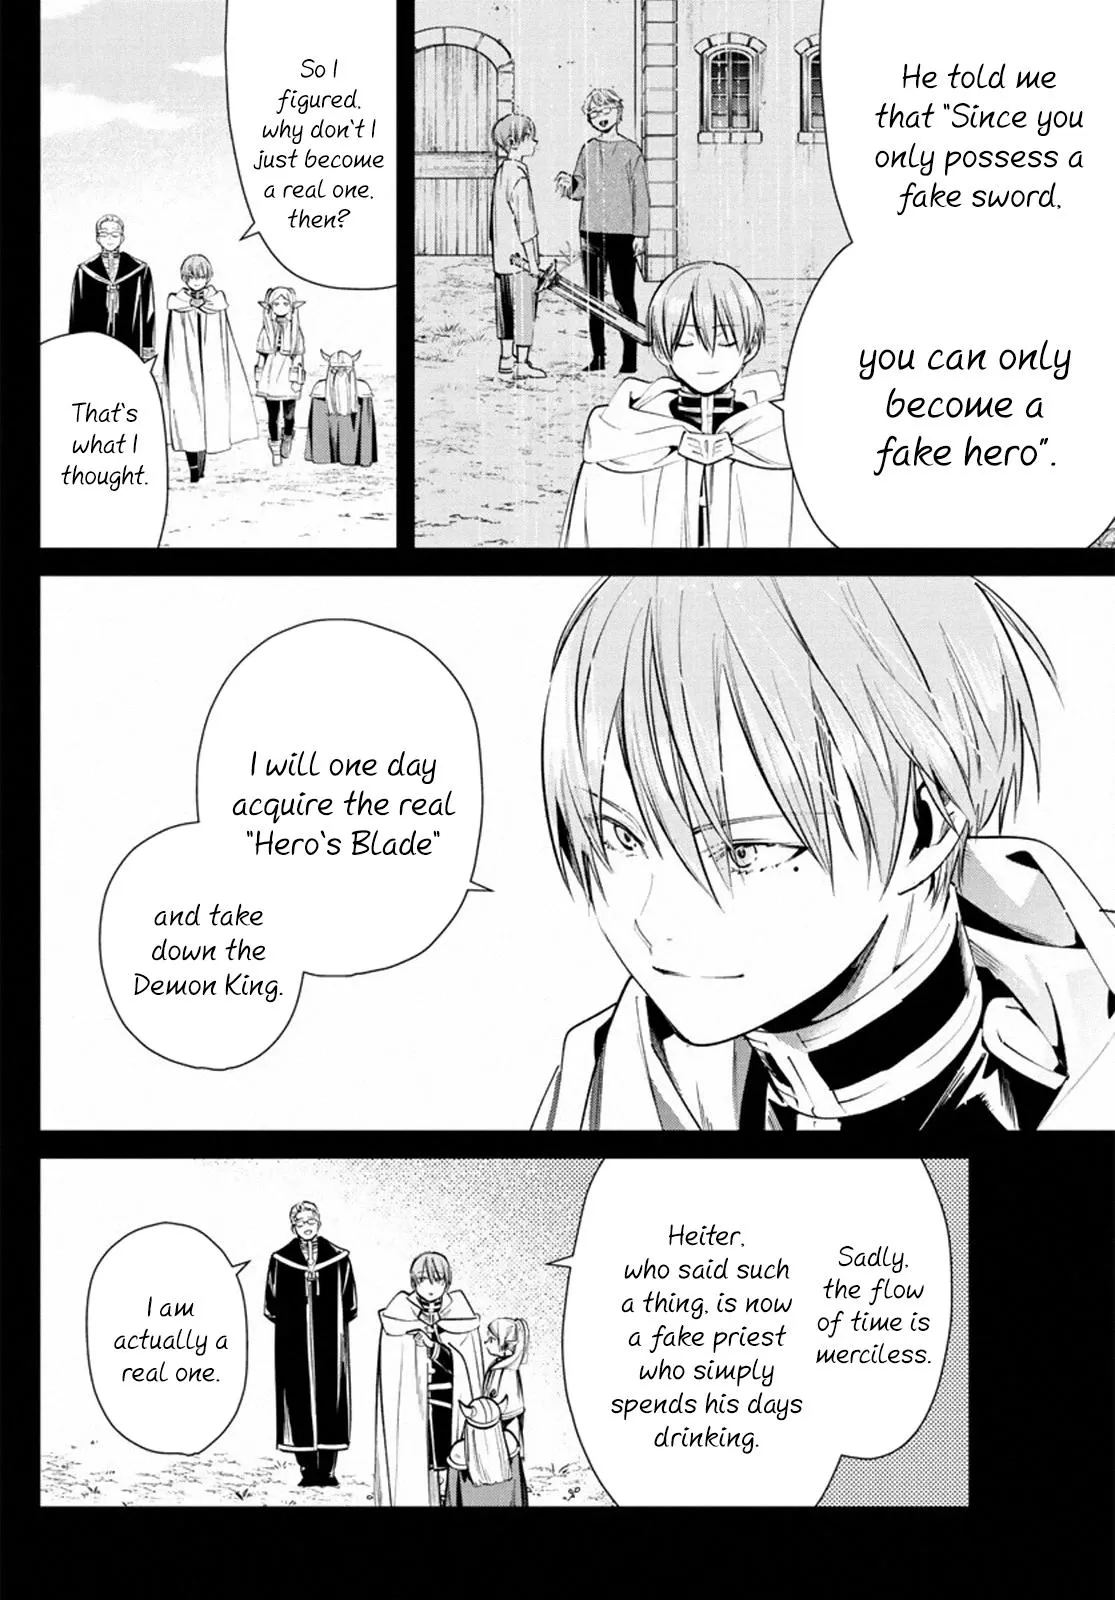 He told me
that "Since you
only possess a
fake sword,
you can only
become a
fake hero".
So I
figured,
why don't I
just become
a real one,
then?
That's
what I
thought.
I will one day
acquire the real
"Hero's Blade"
and take
down the
Demon King.
Sadly,
the flow
of time is
merciless.
Heiter,
who said such
a thing, is now
a fake priest
who simply
spends his days
drinking.
I am
actually a
real one.